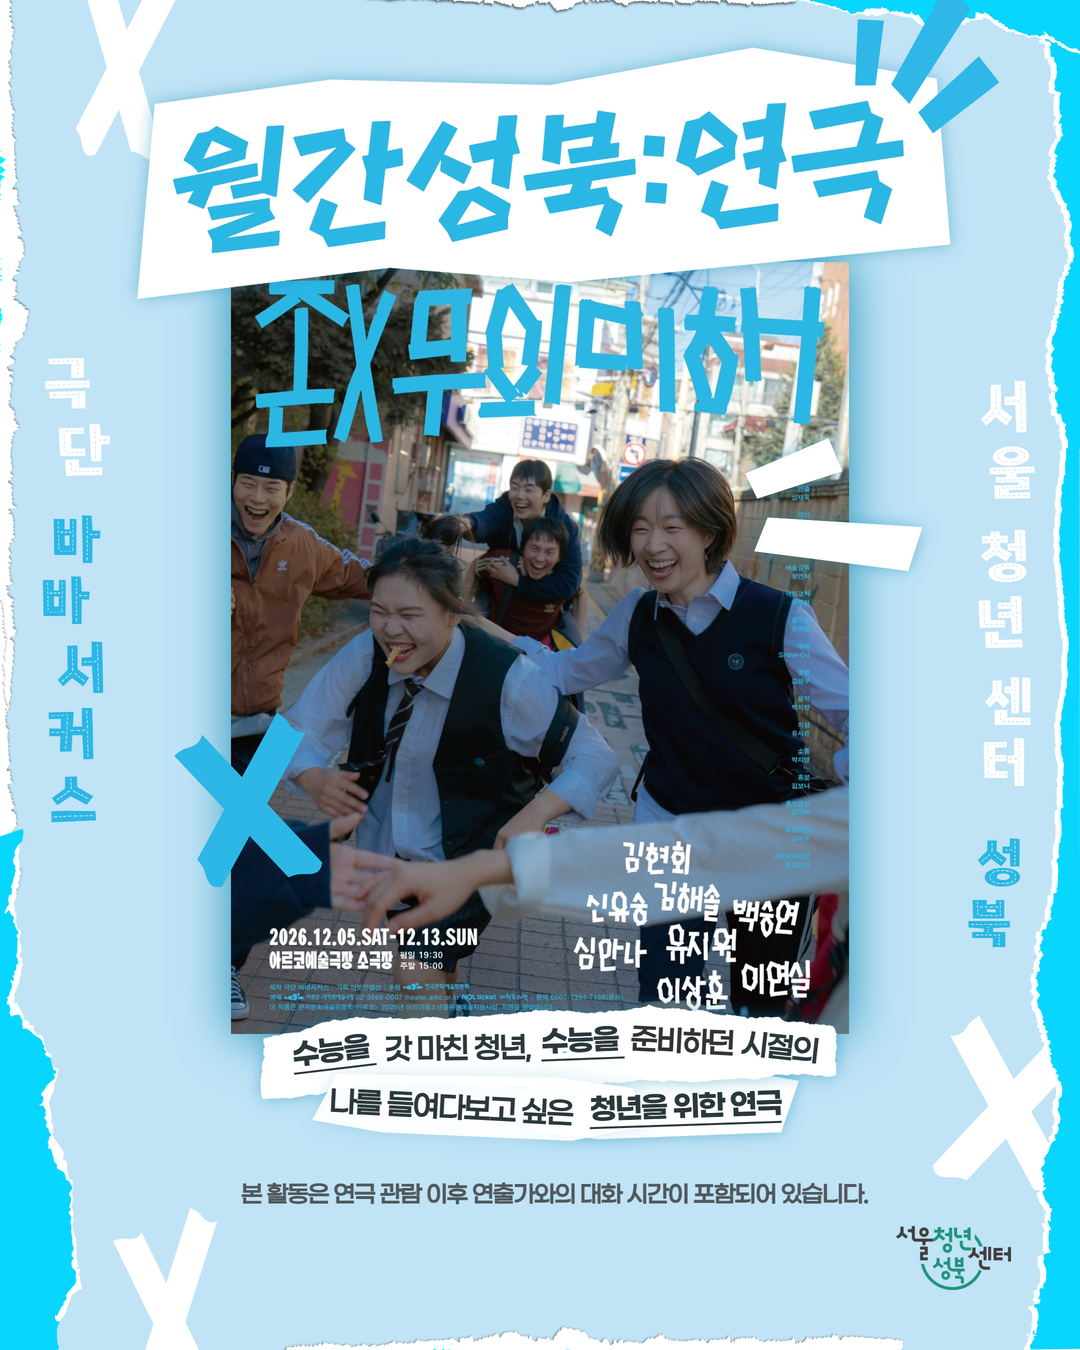 월간성북:연극
존X무의미해
극단 바바서커스
서울 청년 센터 성북
Shine-Od
김현회
신유승 김해솔 백송연
심안나 유지원
이상훈 이연실
2026.12.05.SAT-12.13.SUN
아르코예술극장 소극장 평일 19:30
주말 15:00
수능을 갓 마친 청년, 수능을 준비하던 시절의
나를 들여다보고 싶은 청년을 위한 연극
본 활동은 연극 관람 이후 연출가와의 대화 시간이 포함되어 있습니다.
서울청년센터
성북